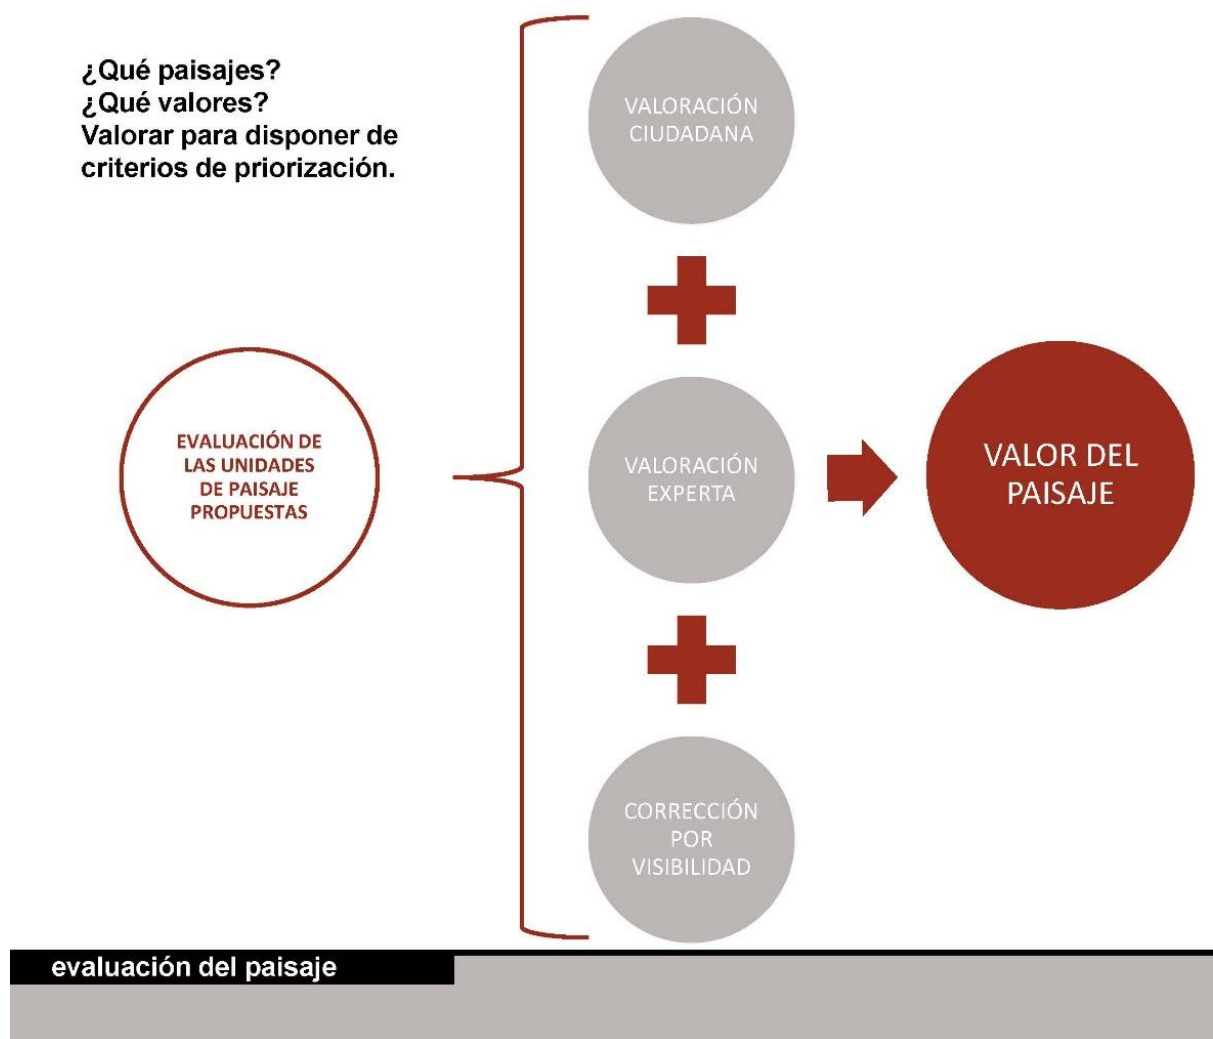 ¿Qué paisajes?
¿Qué valores?
Valorar para disponer de
criterios de priorización.
EVALUACIÓN DE
LAS UNIDADES
DE PAISAJE
PROPUESTAS
VALORACIÓN
CIUDADANA
VALORACIÓN
EXPERTA
CORRECCIÓN
POR
VISIBILIDAD
VALOR DEL
PAISAJE
evaluación del paisaje